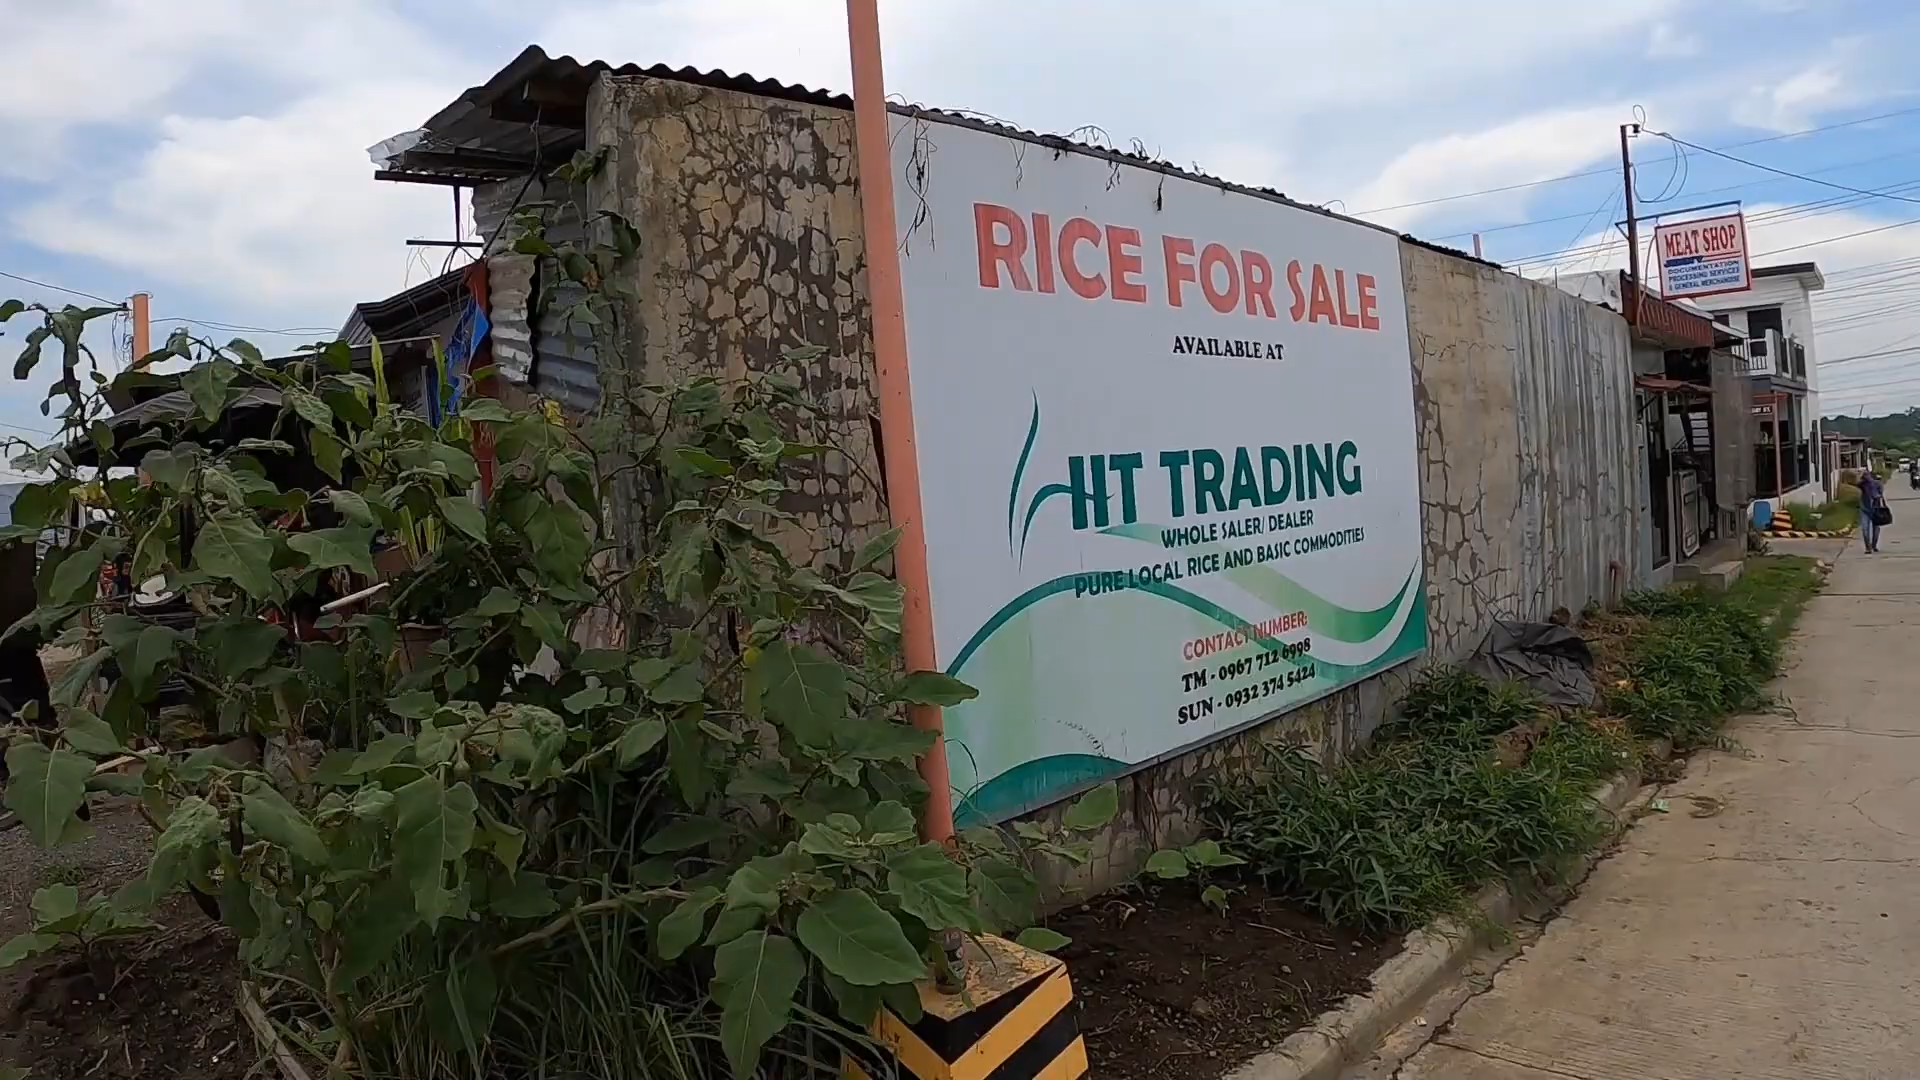 RICE FOR SALE
AVAILABLE AT
HT TRADING
WHOLE SALER/ DEALER
PURE LOCAL RICE AND BASIC COMMODITIES
CONTACT NUMBER:
TM - 0967 712 6998
SUN - 0932 374 5424
MEAT SHOP
DOCUMENTATION
PROCESSING SERVICES
& GENERAL MERCHANDISE